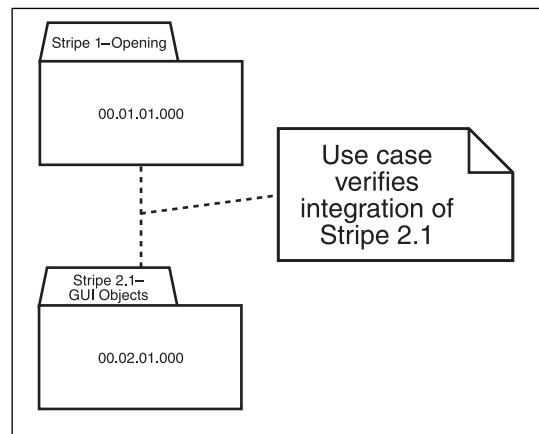 Stripe 1–Opening
00.01.01.000
Use case
verifies
integration of
Stripe 2.1
Stripe 2.1–
GUI Objects
00.02.01.000